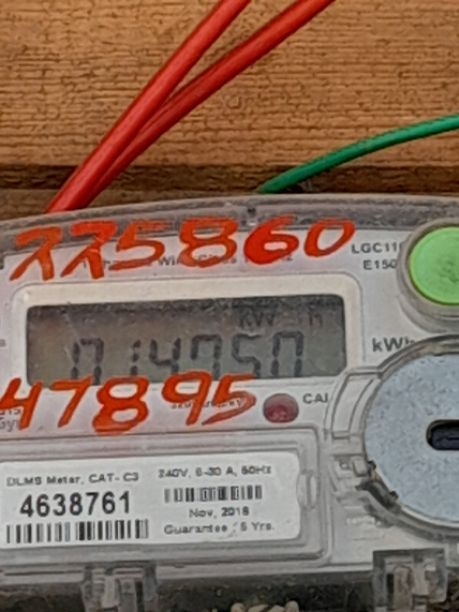 775860
LGC11
E150
kW h
014750
kWh
47895
CAL
DLMS Meter, CAT- C3
240V, 5-30 A, 50Hz
4638761
Nov, 2018
Guarantee : 5 Yrs.